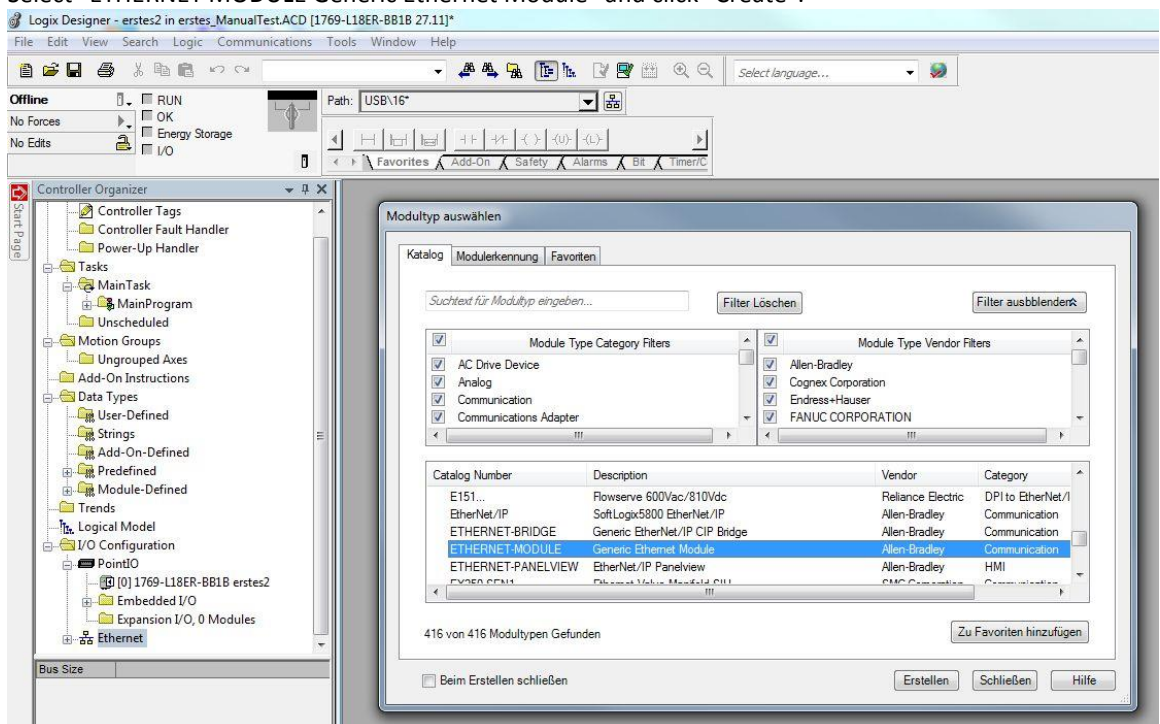 Select "ETHERNET-MODULE Generic Ethernet Module" and click "Create".
Logix Designer - erstes2 in erstes_ManualTest.ACD [1769-L18ER-BB1B 27.11]*
File Edit View Search Logic Communications Tools Window Help
Select language...
Offline
RUN
Path: USB\16*
No Forces
OK
No Edits
Energy Storage
I/O
Favorites Add-On Safety Alarms Bit Timer/C
Start Page
Controller Organizer
Controller Tags
Controller Fault Handler
Power-Up Handler
Tasks
MainTask
MainProgram
Unscheduled
Motion Groups
Ungrouped Axes
Add-On Instructions
Data Types
User-Defined
Strings
Add-On-Defined
Predefined
Module-Defined
Trends
Logical Model
I/O Configuration
PointIO
[0] 1769-L18ER-BB1B erstes2
Embedded I/O
Expansion I/O, 0 Modules
Ethernet
Bus Size
Modultyp auswählen
Katalog Modulerkennung Favoriten
Suchtext für Modultyp eingeben...
Filter Löschen
Filter ausbblenden
Module Type Category Filters
AC Drive Device
Analog
Communication
Communications Adapter
Module Type Vendor Filters
Allen-Bradley
Cognex Corporation
Endress+Hauser
FANUC CORPORATION
Catalog Number Description Vendor Category
E151... Flowserve 600Vac/810Vdc Reliance Electric DPI to EtherNet/I
EtherNet/IP SoftLogix5800 EtherNet/IP Allen-Bradley Communication
ETHERNET-BRIDGE Generic EtherNet/IP CIP Bridge Allen-Bradley Communication
ETHERNET-MODULE Generic Ethernet Module Allen-Bradley Communication
ETHERNET-PANELVIEW EtherNet/IP Panelview Allen-Bradley HMI
416 von 416 Modultypen Gefunden
Zu Favoriten hinzufügen
Beim Erstellen schließen
Erstellen Schließen Hilfe